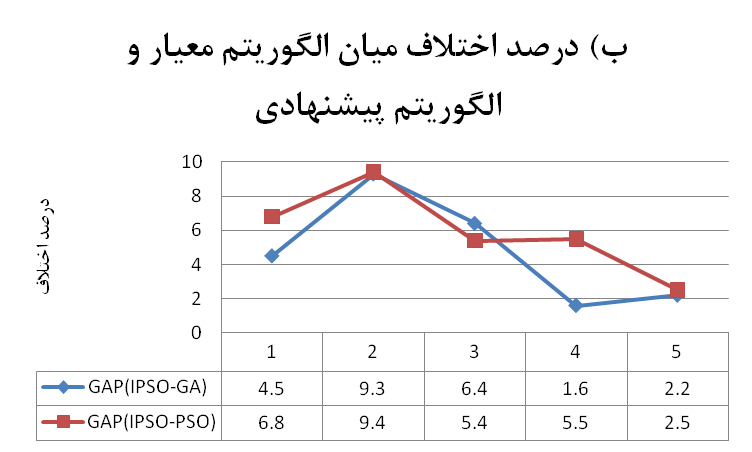 ب) درصد اختلاف میان الگوریتم معیار و
الگوریتم پیشنهادی
درصد اختلاف
10
8
6
4
2
0
1 2 3 4 5
GAP(IPSO-GA) 4.5 9.3 6.4 1.6 2.2
GAP(IPSO-PSO) 6.8 9.4 5.4 5.5 2.5